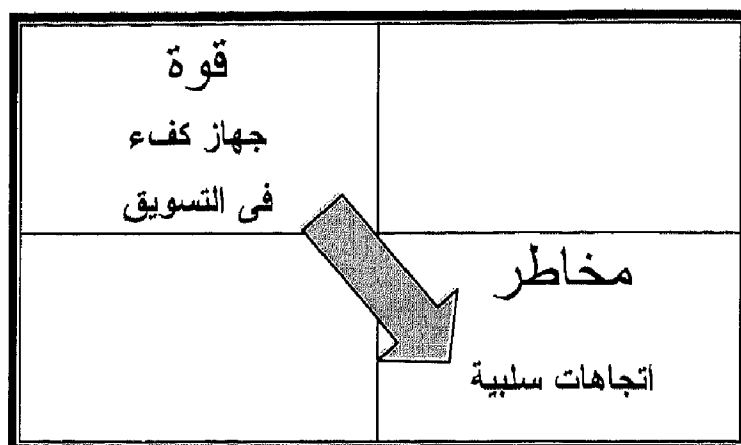 قوة
جهاز كفء
فى التسويق
مخاطر
اتجاهات سلبية